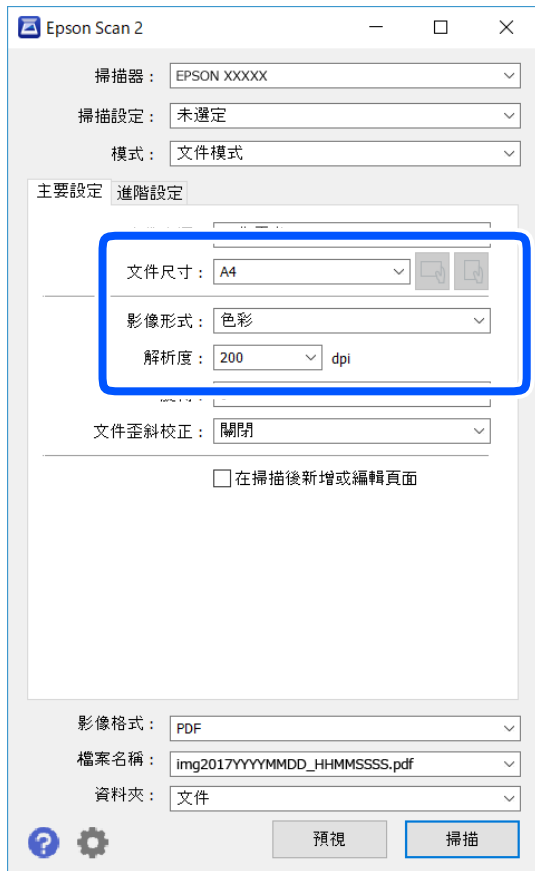 Epson Scan 2
掃描器： EPSON XXXXX
掃描設定： 未選定
模式： 文件模式
主要設定 進階設定
文件尺寸： A4
影像形式： 色彩
解析度： 200 dpi
文件歪斜校正： 關閉
在掃描後新增或編輯頁面
影像格式： PDF
檔案名稱： img2017YYYYMMDD_HHMMSSSS.pdf
資料夾： 文件
預視 掃描